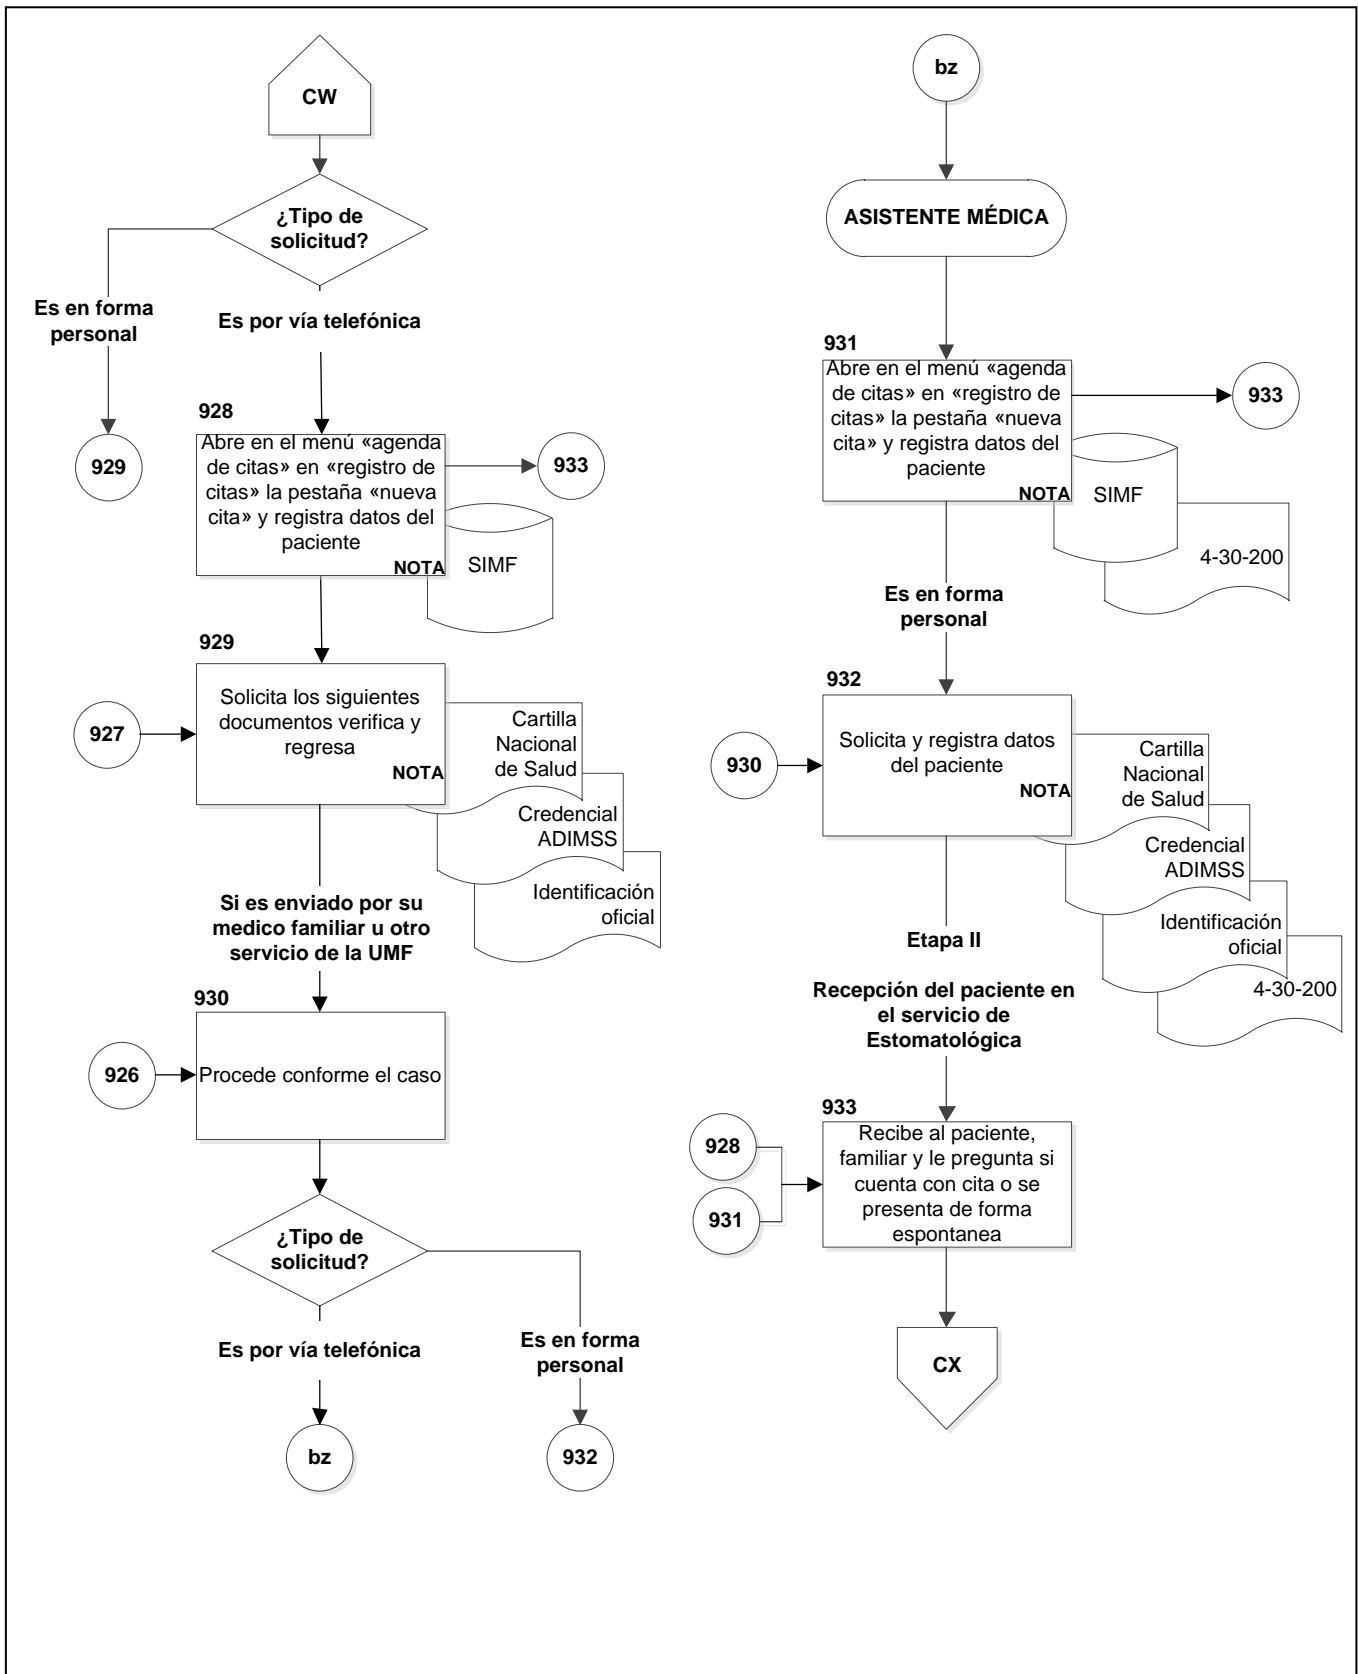 CW
¿Tipo de
solicitud?
Es en forma
personal
Es por vía telefónica
929
928
Abre en el menú «agenda
de citas» en «registro de
citas» la pestaña «nueva
cita» y registra datos del
paciente
NOTA
933
SIMF
929
927
Solicita los siguientes
documentos verifica y
regresa
NOTA
Cartilla
Nacional
de Salud
Credencial
ADIMSS
Identificación
oficial
Si es enviado por su
medico familiar u otro
servicio de la UMF
930
926
Procede conforme el caso
¿Tipo de
solicitud?
Es por vía telefónica
Es en forma
personal
bz
932
bz
ASISTENTE MÉDICA
931
Abre en el menú «agenda
de citas» en «registro de
citas» la pestaña «nueva
cita» y registra datos del
paciente
NOTA
933
SIMF
4-30-200
Es en forma
personal
932
930
Solicita y registra datos
del paciente
NOTA
Cartilla
Nacional
de Salud
Credencial
ADIMSS
Identificación
oficial
4-30-200
Etapa II
Recepción del paciente en
el servicio de
Estomatológica
933
928
931
Recibe al paciente,
familiar y le pregunta si
cuenta con cita o se
presenta de forma
espontanea
CX